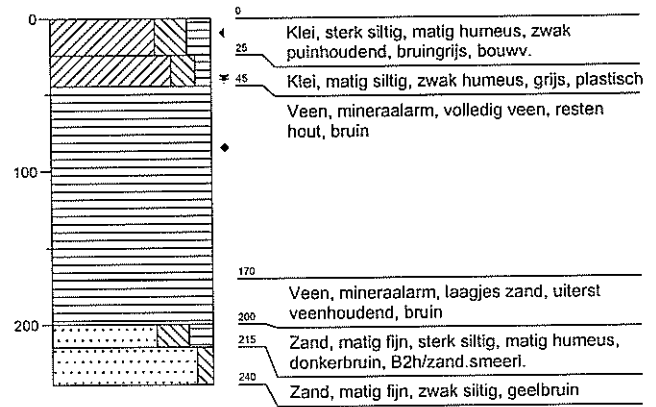 0
0
Klei, sterk siltig, matig humeus, zwak
puinhoudend, bruingrijs, bouwv.
25
45
Klei, matig siltig, zwak humeus, grijs, plastisch
Veen, mineraalarm, volledig veen, resten
hout, bruin
100
170
Veen, mineraalarm, laagjes zand, uiterst
veenhoudend, bruin
200
200
215
Zand, matig fijn, sterk siltig, matig humeus,
donkerbruin, B2h/zand.smeerl.
240
Zand, matig fijn, zwak siltig, geelbruin